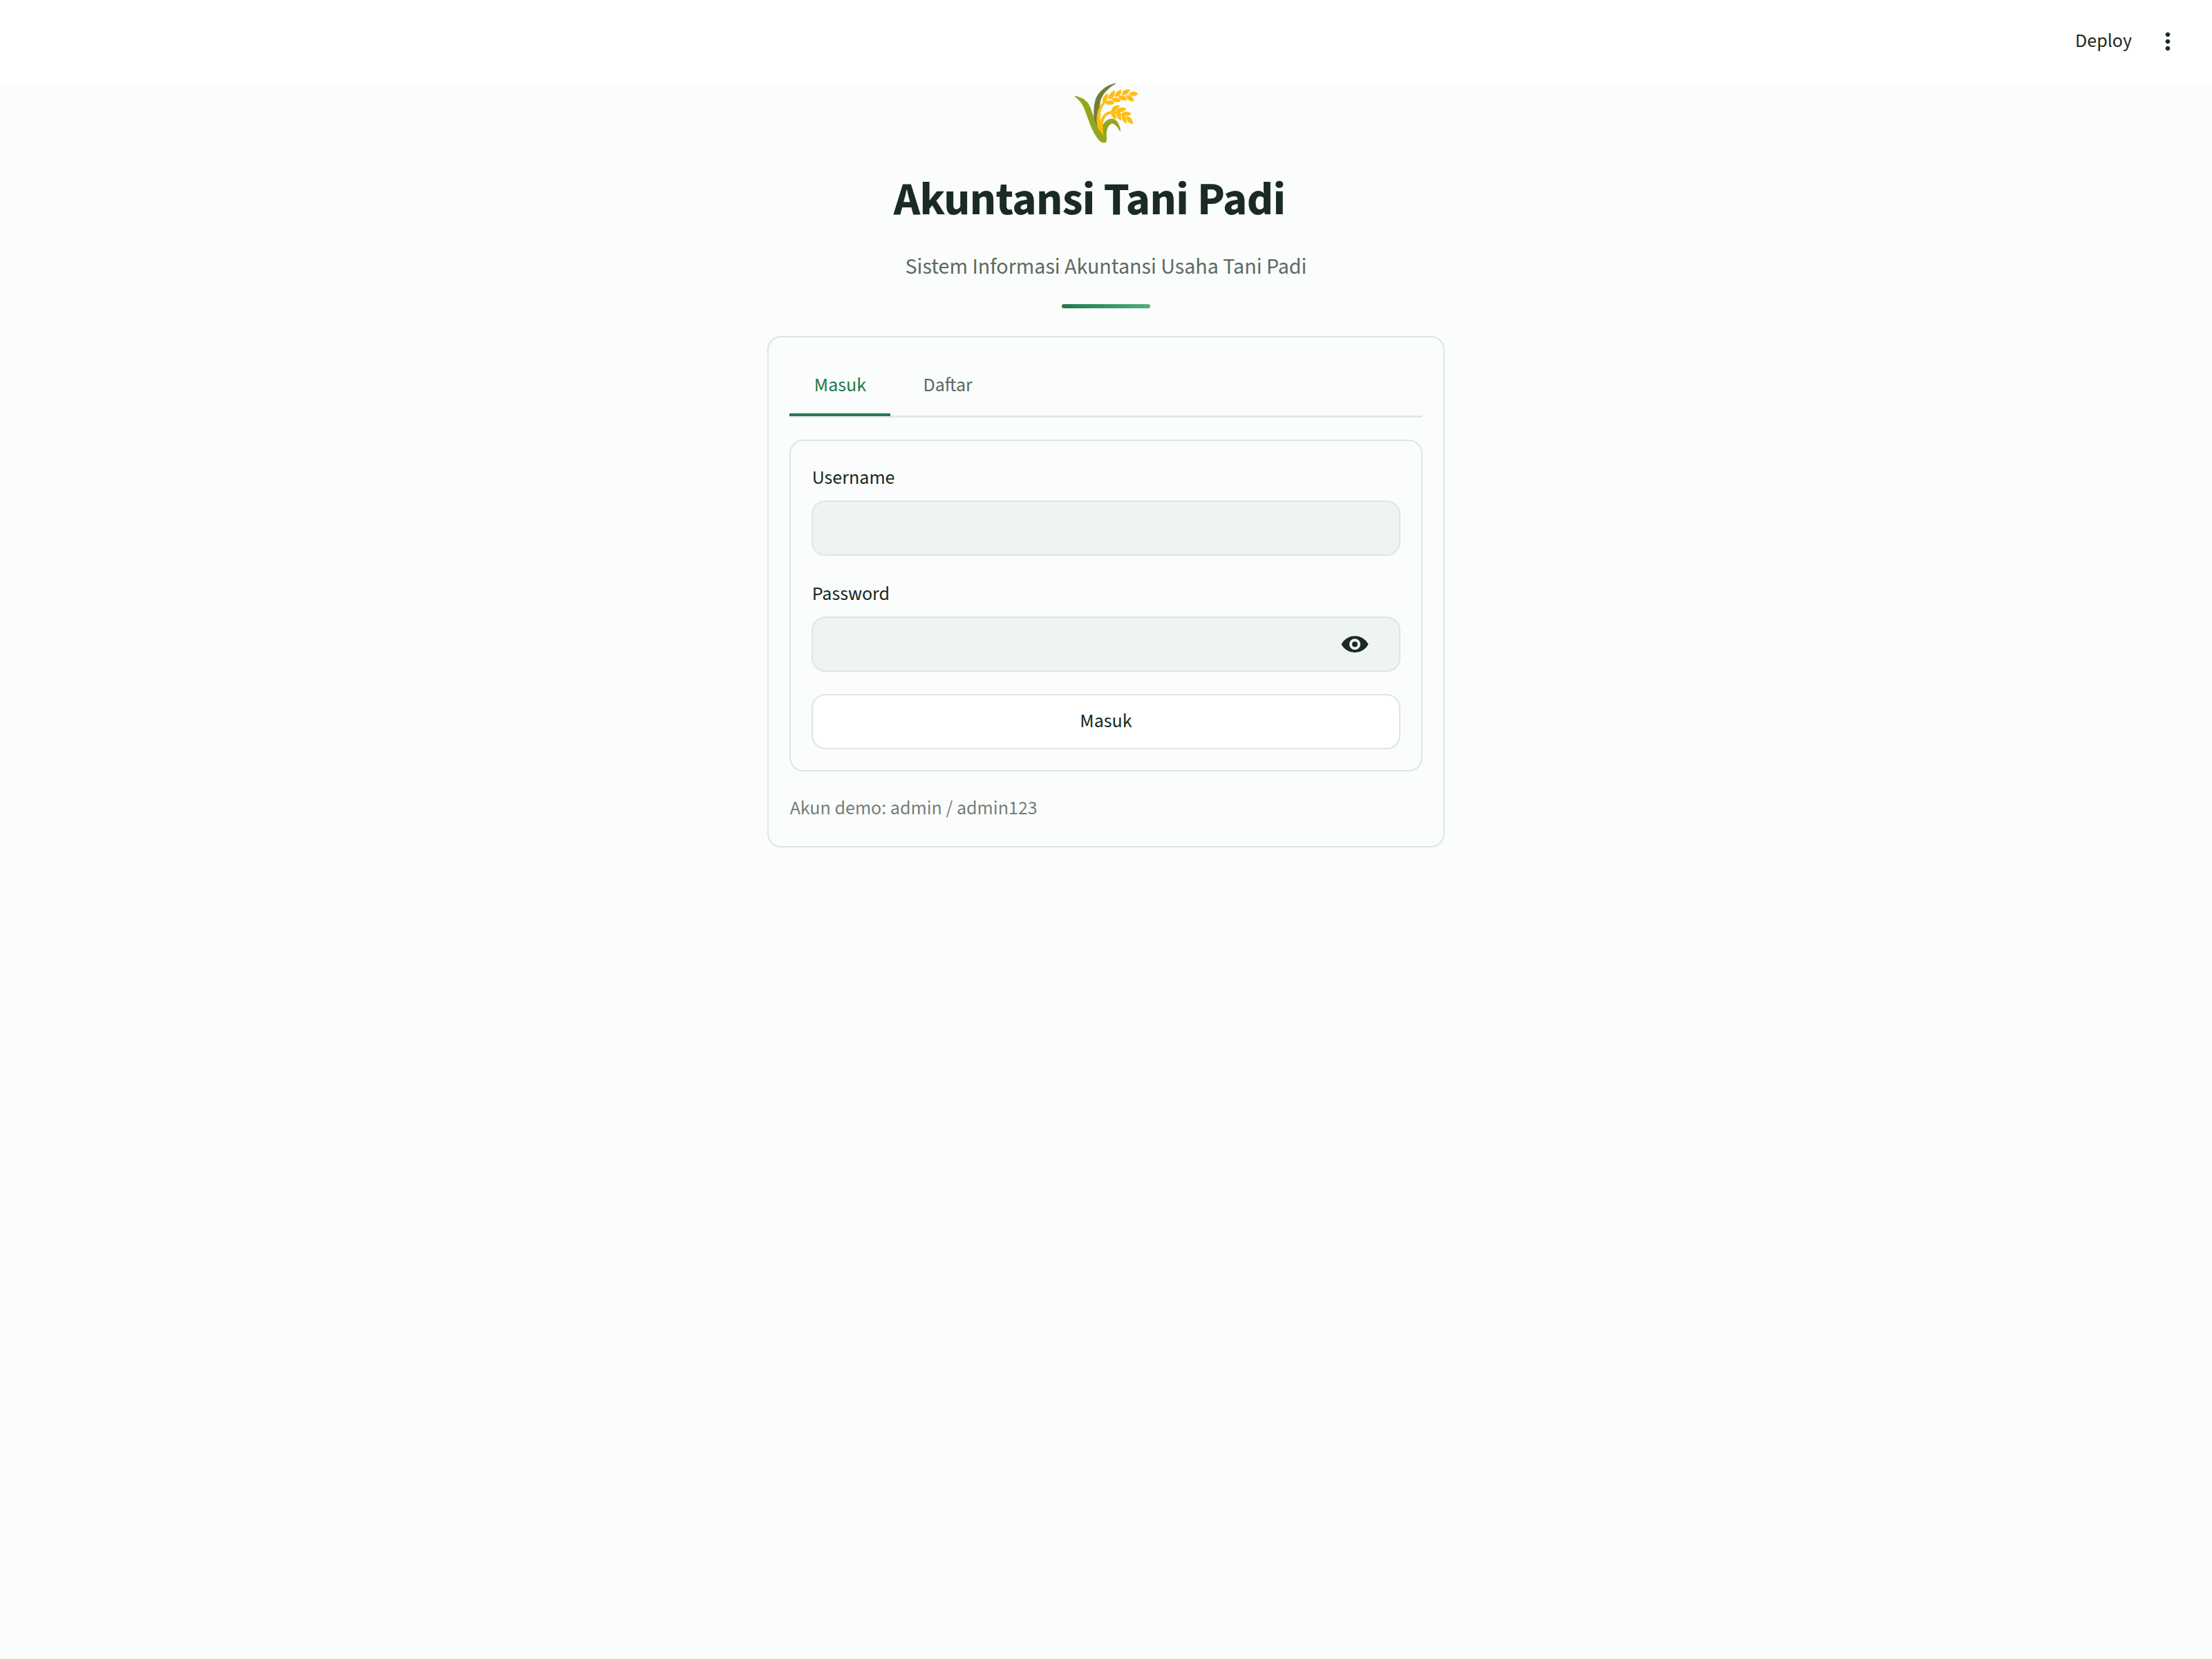 Deploy
Akuntansi Tani Padi
Sistem Informasi Akuntansi Usaha Tani Padi
Masuk
Daftar
Username
Password
Masuk
Akun demo: admin / admin123